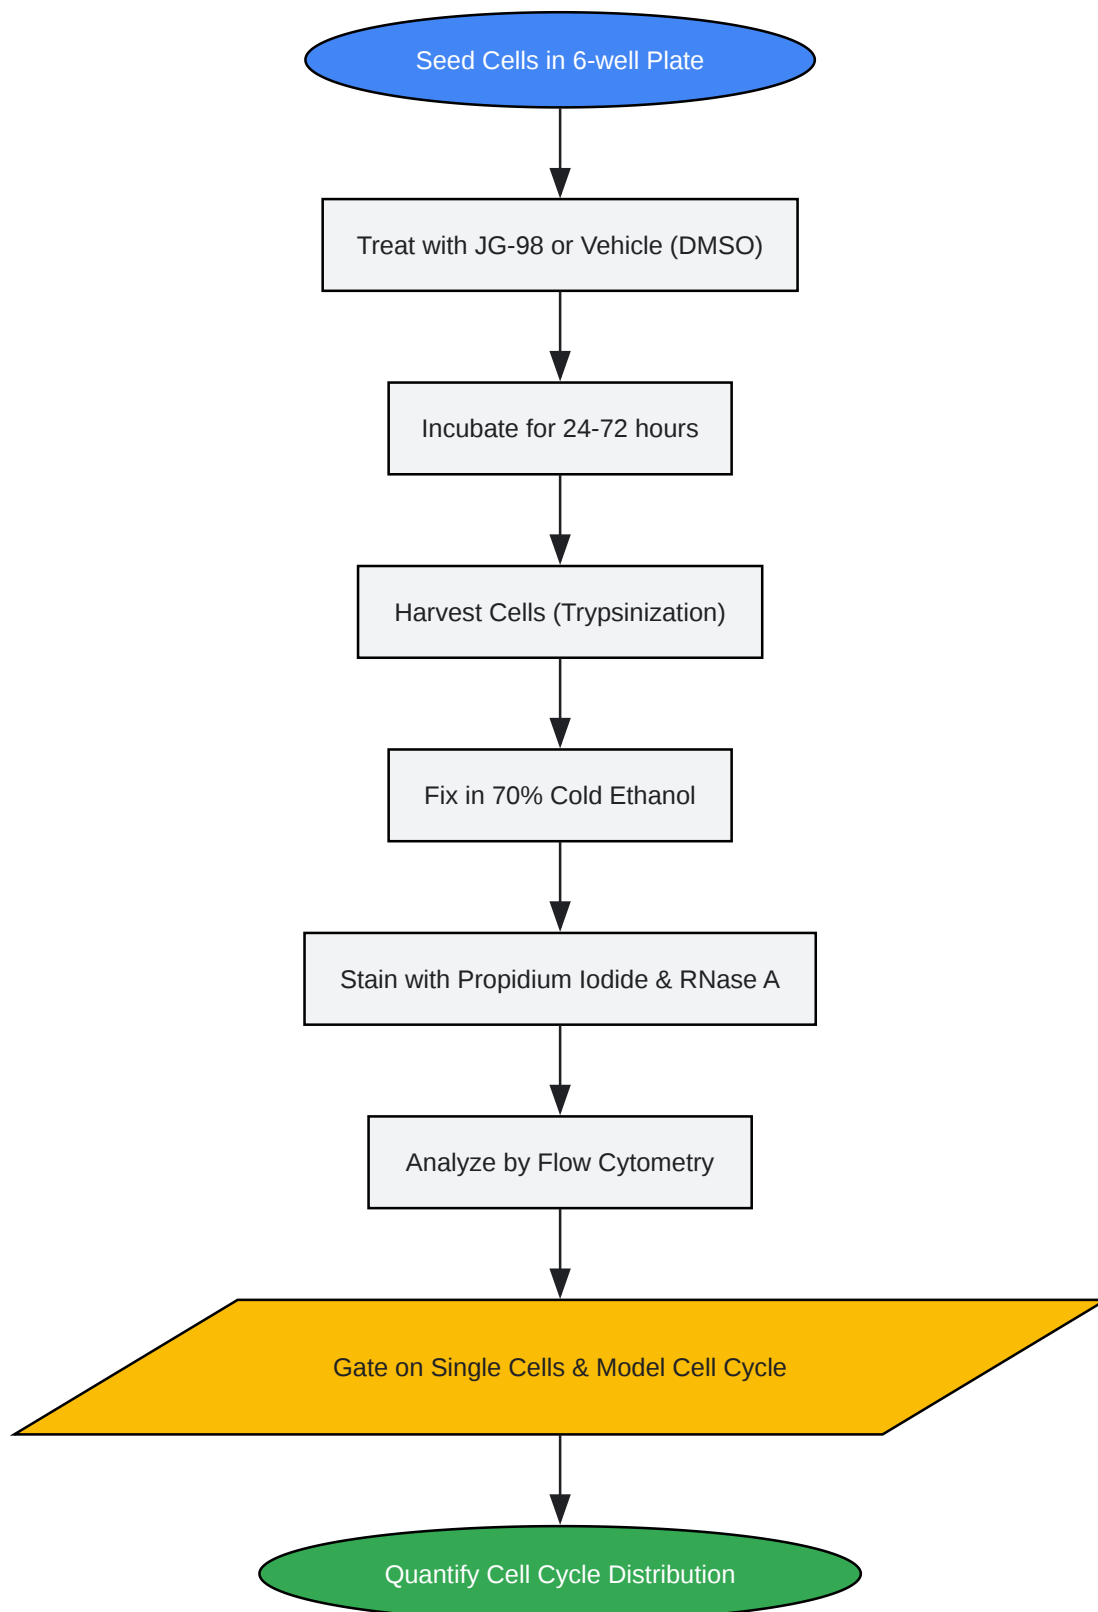 Seed Cells in 6-well Plate
Treat with JG-98 or Vehicle (DMSO)
Incubate for 24-72 hours
Harvest Cells (Trypsinization)
Fix in 70% Cold Ethanol
Stain with Propidium Iodide & RNase A
Analyze by Flow Cytometry
Gate on Single Cells & Model Cell Cycle
Quantify Cell Cycle Distribution